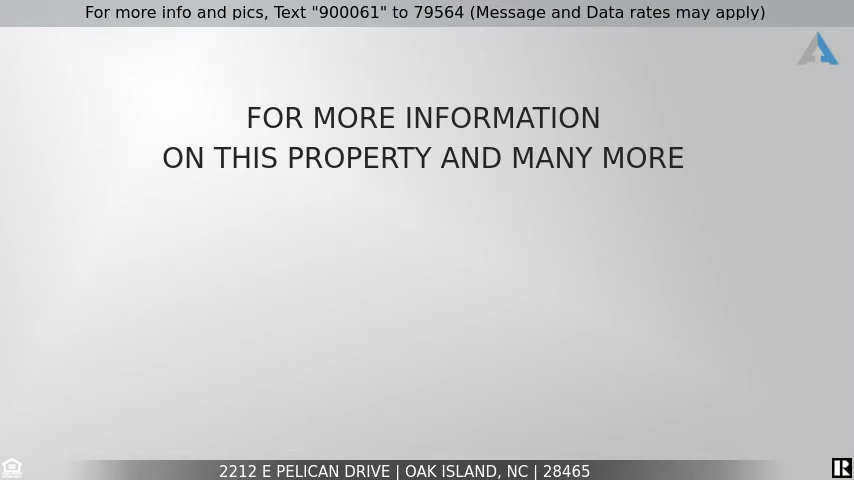 For more info and pics, Text "900061" to 79564 (Message and Data rates may apply)
FOR MORE INFORMATION
ON THIS PROPERTY AND MANY MORE
2212 E PELICAN DRIVE | OAK ISLAND, NC | 28465